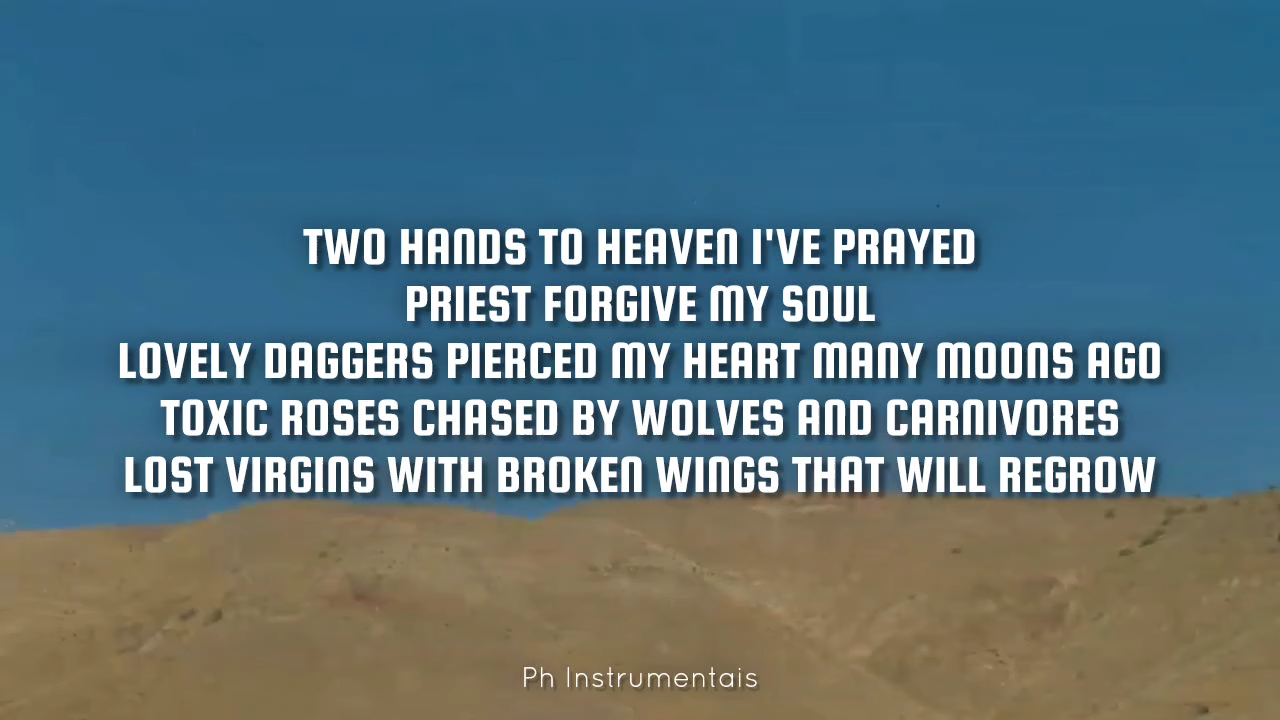 TWO HANDS TO HEAVEN I'VE PRAYED
PRIEST FORGIVE MY SOUL
LOVELY DAGGERS PIERCED MY HEART MANY MOONS AGO
TOXIC ROSES CHASED BY WOLVES AND CARNIVORES
LOST VIRGINS WITH BROKEN WINGS THAT WILL REGROW
Ph Instrumentais